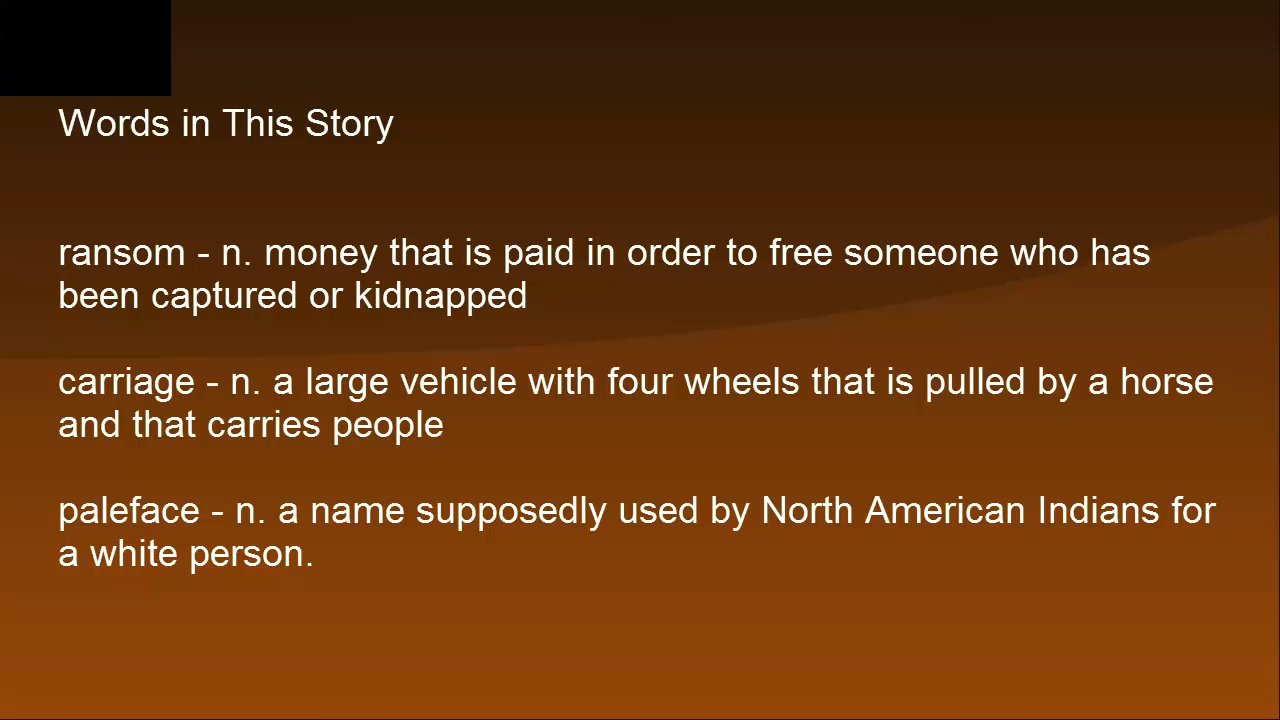 Words in This Story
ransom - n. money that is paid in order to free someone who has
been captured or kidnapped
carriage - n. a large vehicle with four wheels that is pulled by a horse
and that carries people
paleface - n. a name supposedly used by North American Indians for
a white person.